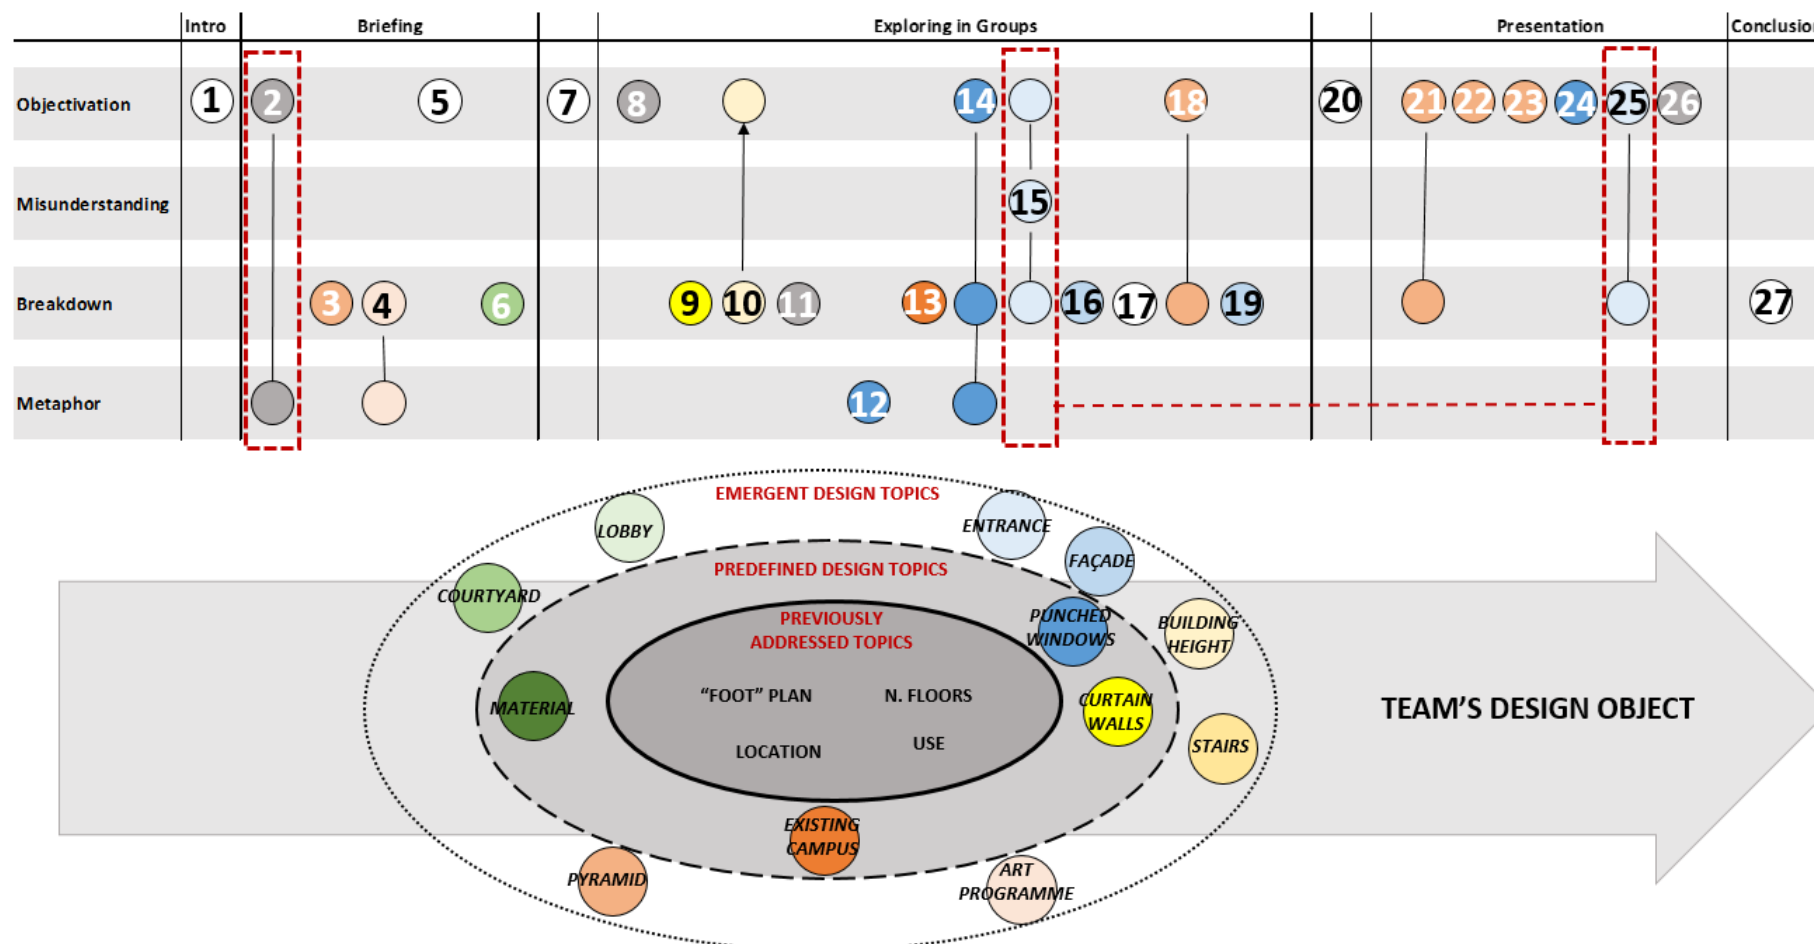 Intro Briefing Exploring in Groups Presentation Conclusion
Objectivation 1 2 5 7 8 14 18 20 21 22 23 24 25 26
Misunderstanding 15
Breakdown 3 4 6 9 10 11 13 16 17 19 27
Metaphor 12
EMERGENT DESIGN TOPICS
LOBBY
ENTRANCE
FAÇADE
PREDEFINED DESIGN TOPICS
COURTYARD
PREVIOUSLY
ADDRESSED TOPICS
PUNCHED
WINDOWS
BUILDING
HEIGHT
"FOOT" PLAN
N. FLOORS
MATERIAL
CURTAIN
WALLS
TEAM'S DESIGN OBJECT
LOCATION
USE
STAIRS
EXISTING
CAMPUS
PYRAMID
ART
PROGRAMME